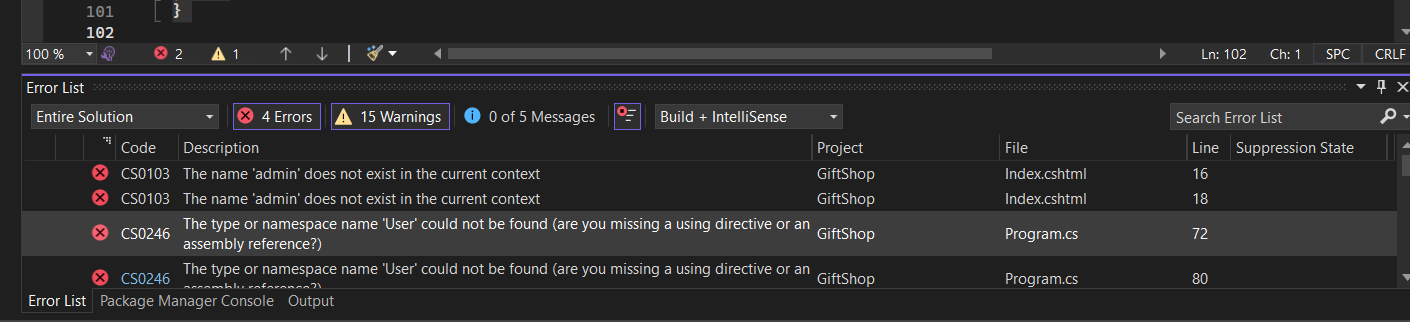 101 }
102
100 % 2 1 Ln: 102 Ch: 1 SPC CRLF
Error List
Entire Solution 4 Errors 15 Warnings 0 of 5 Messages Build + IntelliSense Search Error List
Code Description Project File Line Suppression State
CS0103 The name 'admin' does not exist in the current context GiftShop Index.cshtml 16
CS0103 The name 'admin' does not exist in the current context GiftShop Index.cshtml 18
CS0246 The type or namespace name 'User' could not be found (are you missing a using directive or an assembly reference?) GiftShop Program.cs 72
CS0246 The type or namespace name 'User' could not be found (are you missing a using directive or an assembly reference?) GiftShop Program.cs 80
Error List Package Manager Console Output